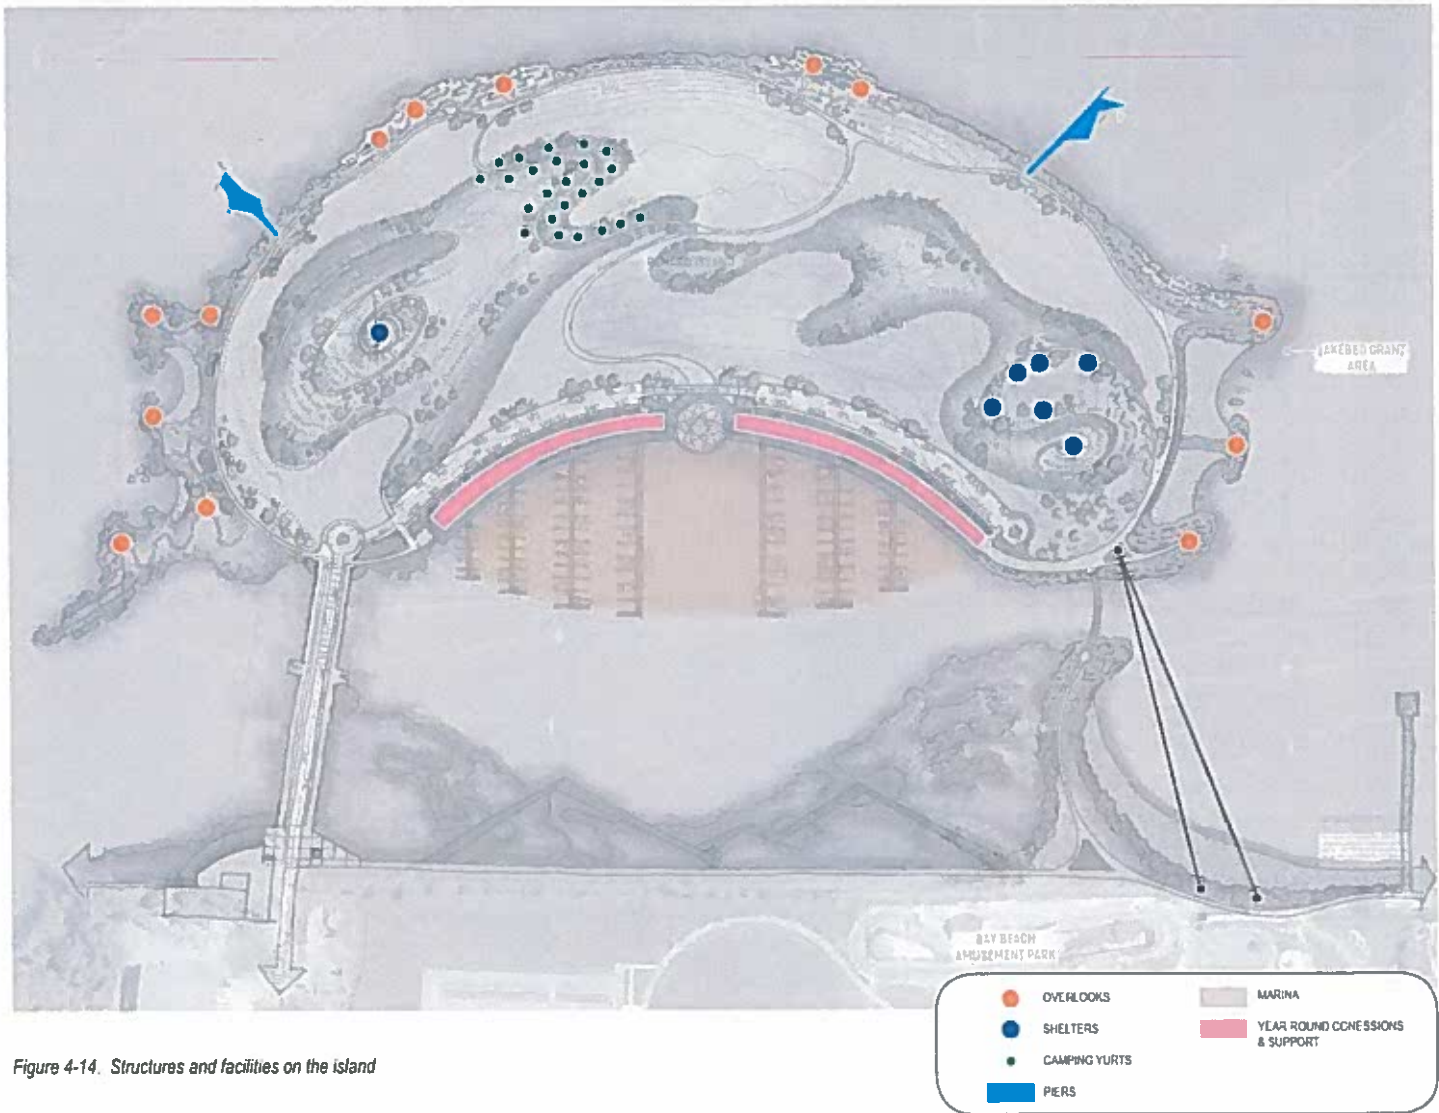 LAKEBED GRANT
AREA
BAY BEACH
AMUSEMENT PARK
OVERLOOKS
SHELTERS
CAMPING YURTS
PIERS
MARINA
YEAR ROUND CONESSIONS
& SUPPORT
Figure 4-14. Structures and facilities on the island